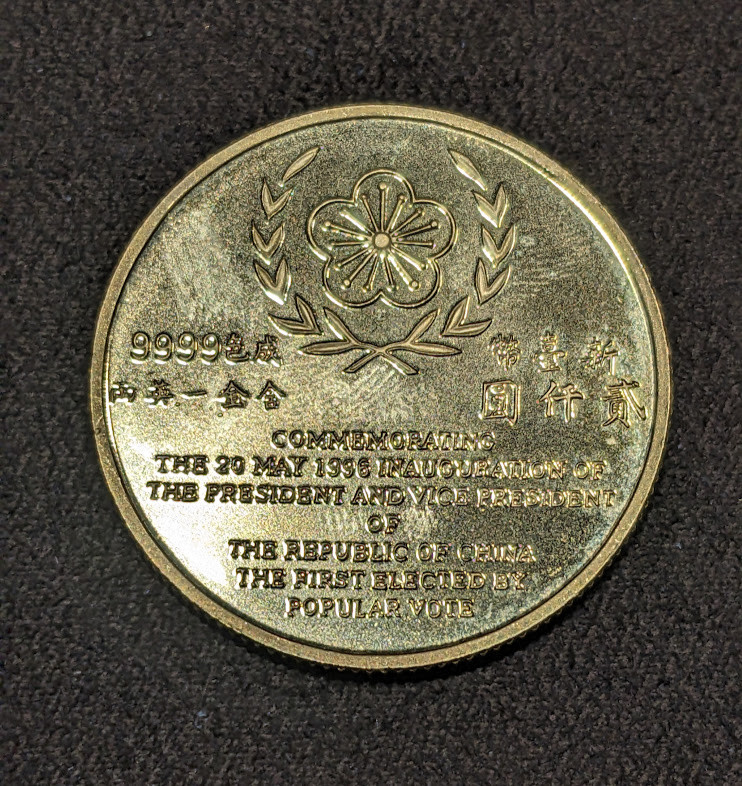 新臺幣
貳仟圓
成色9999
含金一英兩
COMMEMORATING
THE 20 MAY 1996 INAUGURATION OF
THE PRESIDENT AND VICE PRESIDENT
OF
THE REPUBLIC OF CHINA
THE FIRST ELECTED BY
POPULAR VOTE